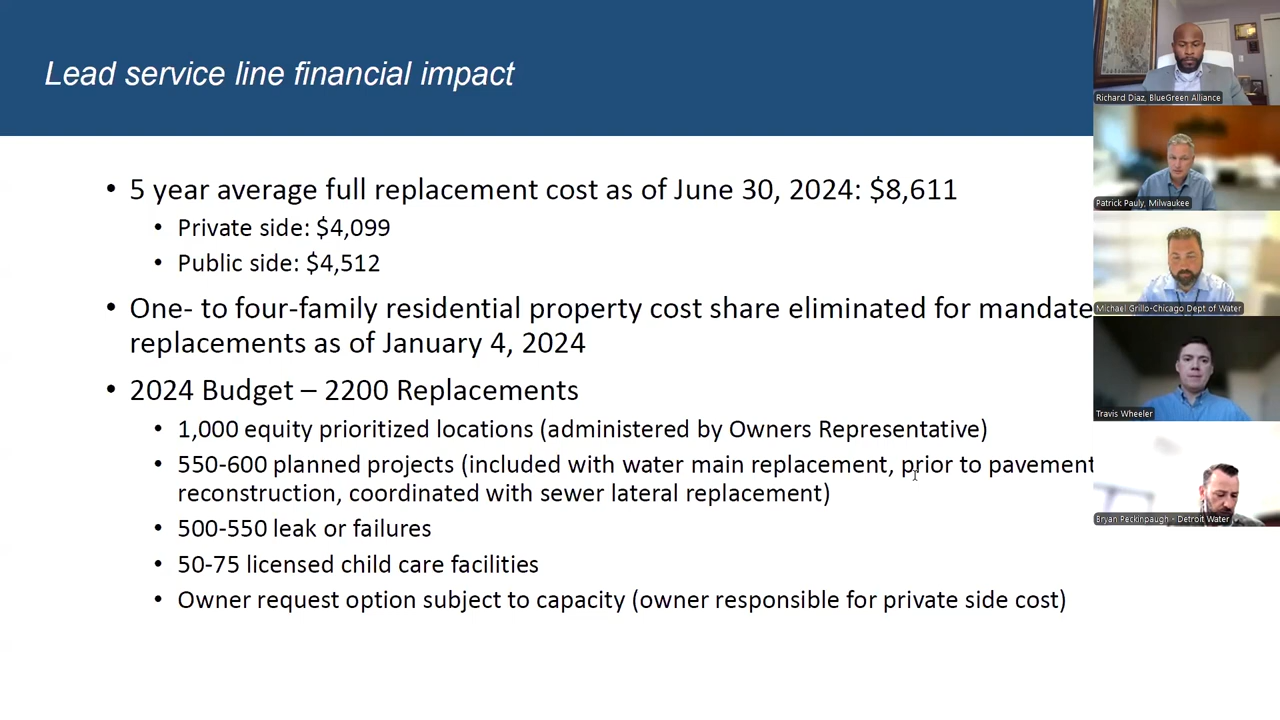 Lead service line financial impact
• 5 year average full replacement cost as of June 30, 2024: $8,611
• Private side: $4,099
• Public side: $4,512
• One- to four-family residential property cost share eliminated for mandate
replacements as of January 4, 2024
• 2024 Budget – 2200 Replacements
• 1,000 equity prioritized locations (administered by Owners Representative)
• 550-600 planned projects (included with water main replacement, prior to pavement
reconstruction, coordinated with sewer lateral replacement)
• 500-550 leak or failures
• 50-75 licensed child care facilities
• Owner request option subject to capacity (owner responsible for private side cost)
Richard Diaz, BlueGreen Alliance
Patrick Pauly, Milwaukee
Michael Grillo-Chicago Dept of Water
Travis Wheeler
Bryan Peckinpaugh - Detroit Water